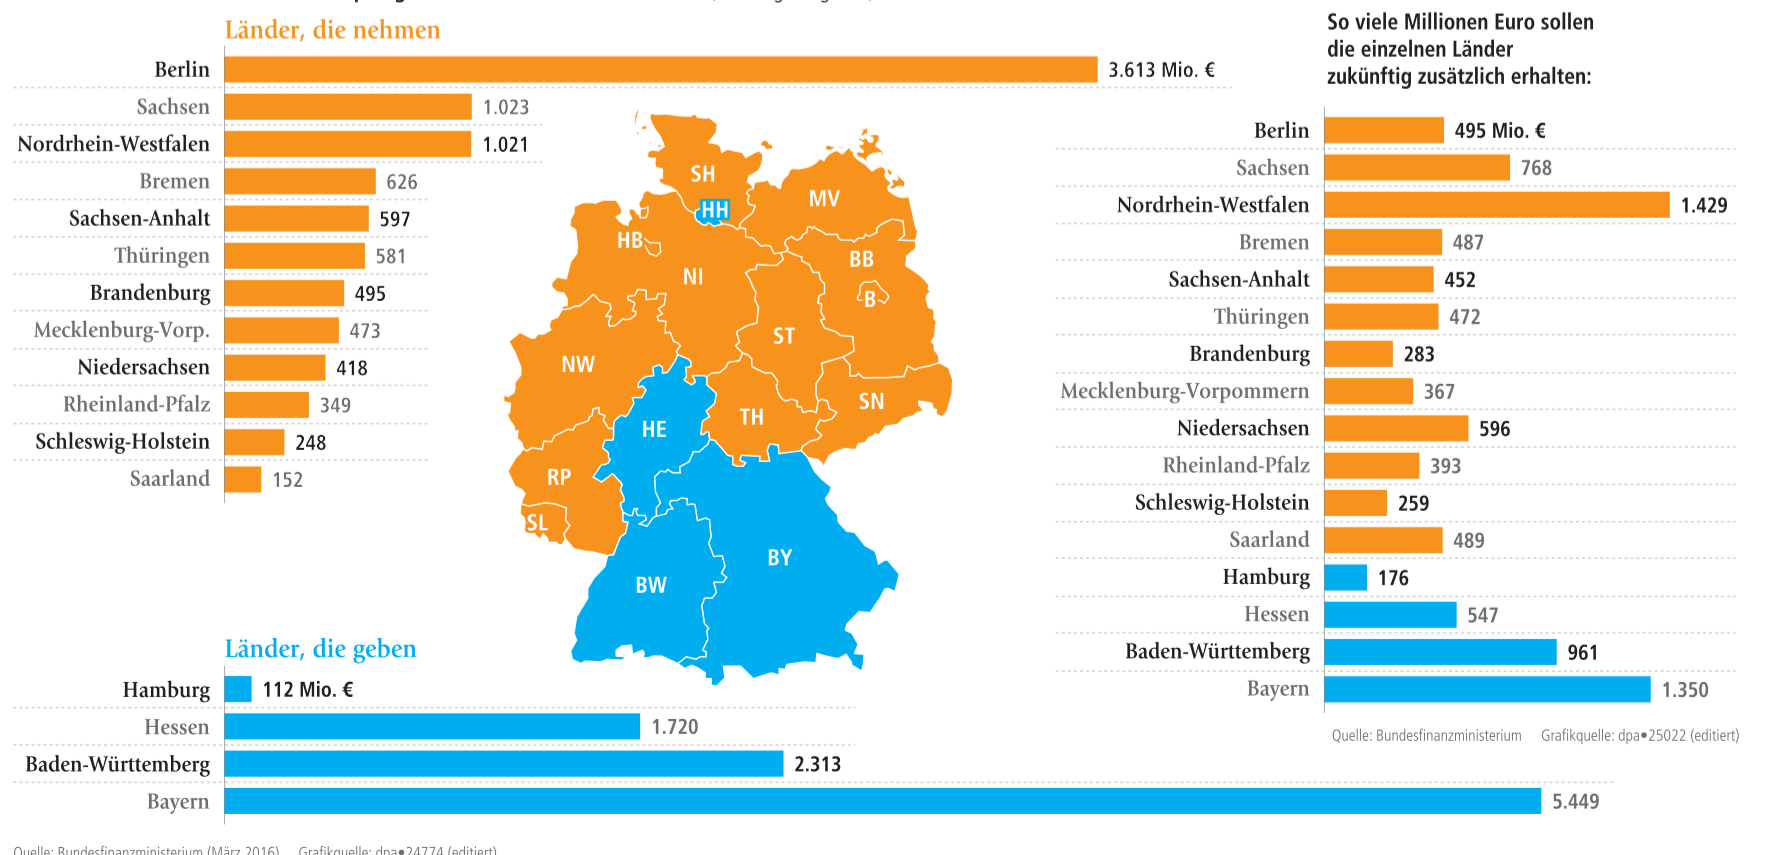 Länder, die nehmen
Berlin 3.613 Mio. €
Sachsen 1.023
Nordrhein-Westfalen 1.021
Bremen 626
Sachsen-Anhalt 597
Thüringen 581
Brandenburg 495
Mecklenburg-Vorp. 473
Niedersachsen 418
Rheinland-Pfalz 349
Schleswig-Holstein 248
Saarland 152
SH
MV
HH
HB
BB
NI
B
ST
NW
SN
TH
HE
RP
SL
BY
BW
Länder, die geben
Hamburg 112 Mio. €
Hessen 1.720
Baden-Württemberg 2.313
Bayern 5.449
Quelle: Bundesfinanzministerium (März 2016) Grafikquelle: dpa•24774 (editiert)
So viele Millionen Euro sollen
die einzelnen Länder
zukünftig zusätzlich erhalten:
Berlin 495 Mio. €
Sachsen 768
Nordrhein-Westfalen 1.429
Bremen 487
Sachsen-Anhalt 452
Thüringen 472
Brandenburg 283
Mecklenburg-Vorpommern 367
Niedersachsen 596
Rheinland-Pfalz 393
Schleswig-Holstein 259
Saarland 489
Hamburg 176
Hessen 547
Baden-Württemberg 961
Bayern 1.350
Quelle: Bundesfinanzministerium Grafikquelle: dpa•25022 (editiert)